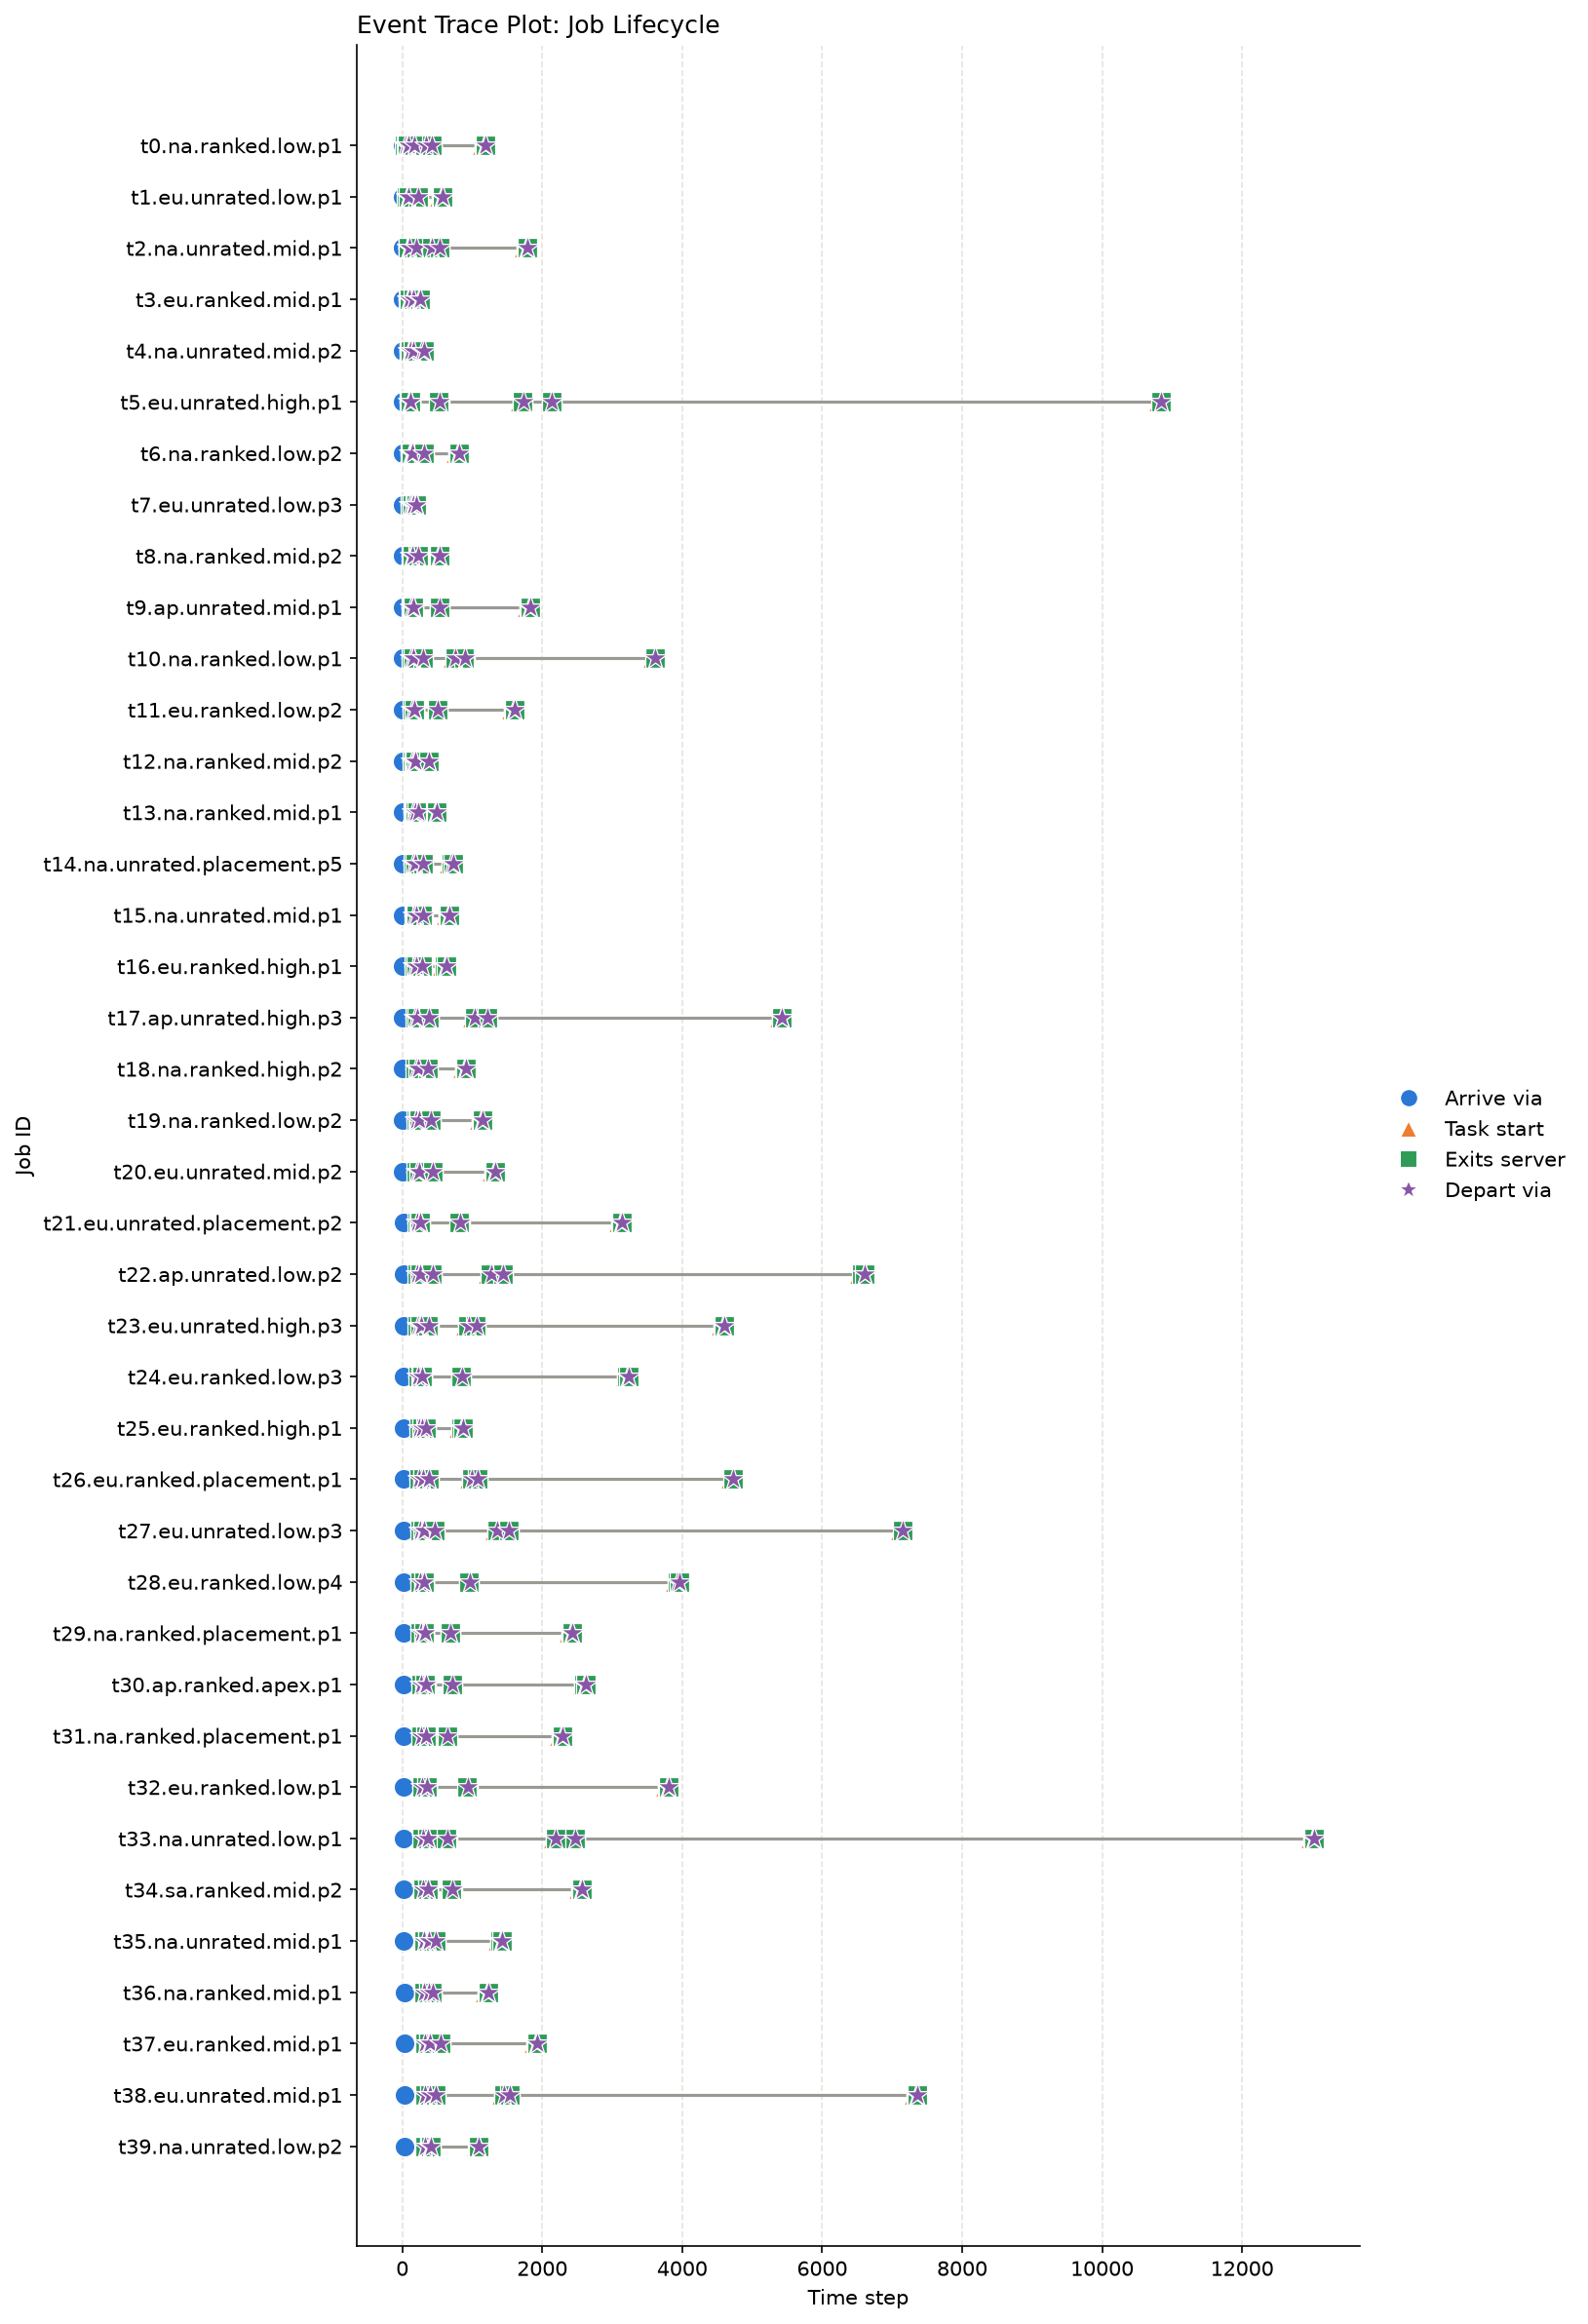 Event Trace Plot: Job Lifecycle
t0.na.ranked.low.p1
t1.eu.unrated.low.p1
t2.na.unrated.mid.p1
t3.eu.ranked.mid.p1
t4.na.unrated.mid.p2
t5.eu.unrated.high.p1
t6.na.ranked.low.p2
t7.eu.unrated.low.p3
t8.na.ranked.mid.p2
t9.ap.unrated.mid.p1
t10.na.ranked.low.p1
t11.eu.ranked.low.p2
t12.na.ranked.mid.p2
t13.na.ranked.mid.p1
t14.na.unrated.placement.p5
t15.na.unrated.mid.p1
t16.eu.ranked.high.p1
t17.ap.unrated.high.p3
t18.na.ranked.high.p2
t19.na.ranked.low.p2
t20.eu.unrated.mid.p2
t21.eu.unrated.placement.p2
t22.ap.unrated.low.p2
t23.eu.unrated.high.p3
t24.eu.ranked.low.p3
t25.eu.ranked.high.p1
t26.eu.ranked.placement.p1
t27.eu.unrated.low.p3
t28.eu.ranked.low.p4
t29.na.ranked.placement.p1
t30.ap.ranked.apex.p1
t31.na.ranked.placement.p1
t32.eu.ranked.low.p1
t33.na.unrated.low.p1
t34.sa.ranked.mid.p2
t35.na.unrated.mid.p1
t36.na.ranked.mid.p1
t37.eu.ranked.mid.p1
t38.eu.unrated.mid.p1
t39.na.unrated.low.p2
Job ID
0 2000 4000 6000 8000 10000 12000
Time step
Arrive via
Task start
Exits server
Depart via